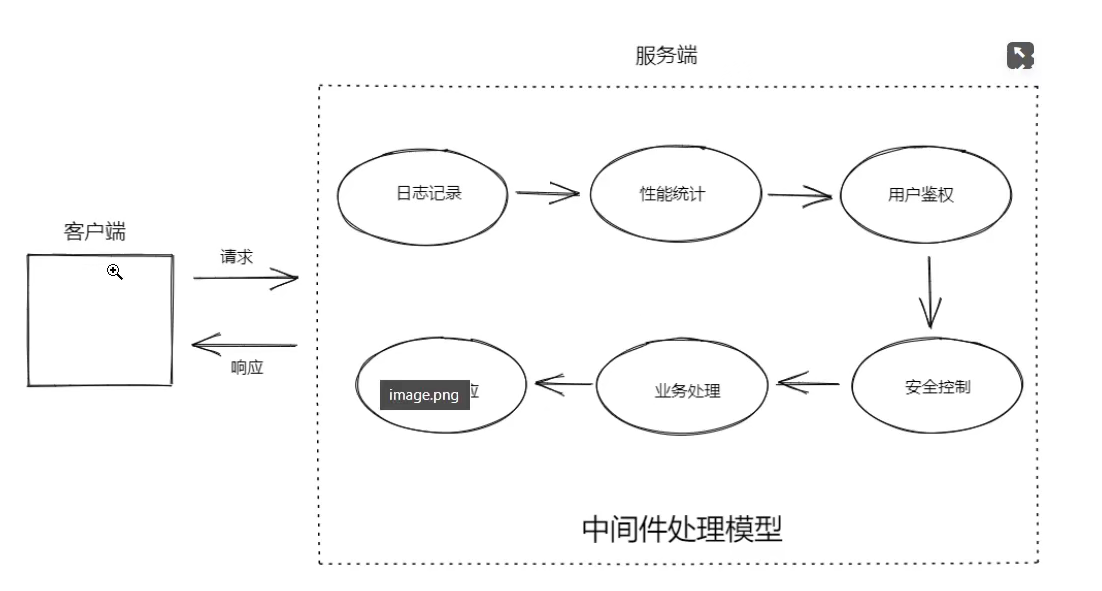 服务端
日志记录
性能统计
用户鉴权
客户端
请求
响应
image.png
应
业务处理
安全控制
中间件处理模型